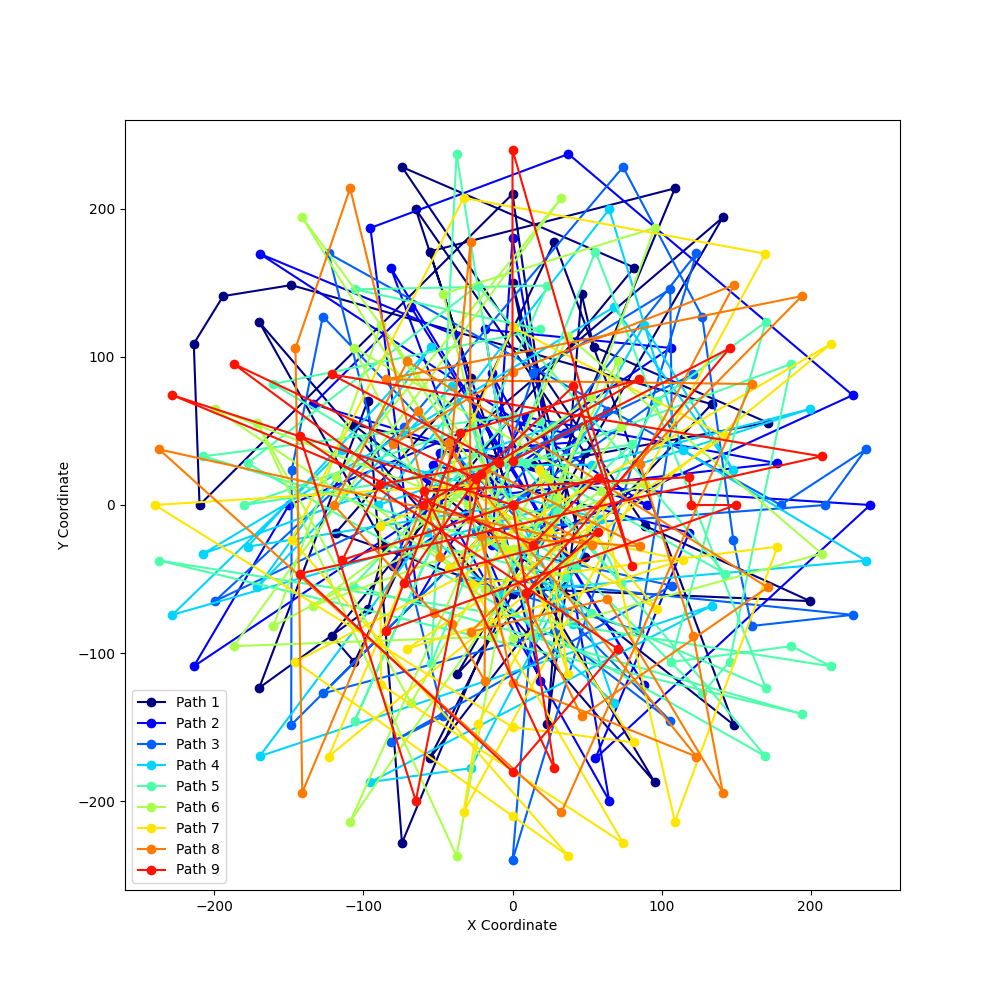 200
100
0
−100
−200
Y Coordinate
Path 1
Path 2
Path 3
Path 4
Path 5
Path 6
Path 7
Path 8
Path 9
−200 −100 0 100 200
X Coordinate